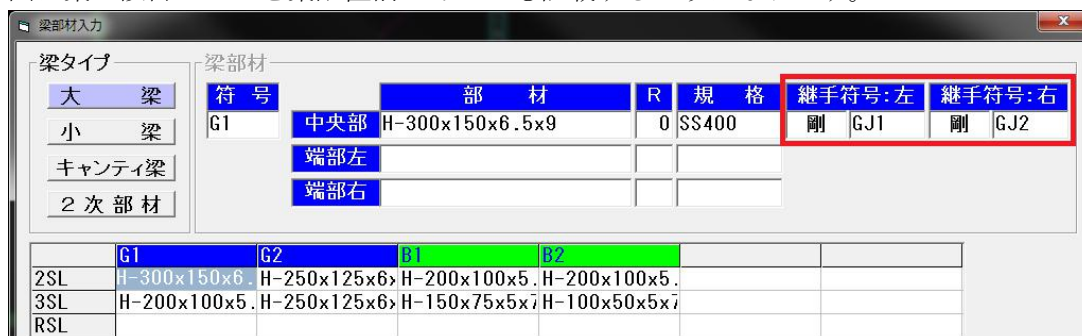 梁部材入力
梁タイプ
大 梁
小 梁
キャンティ梁
２次部材
梁部材
符 号 部 材 R 規 格 継手符号:左 継手符号:右
G1 中央部 H-300x150x6.5x9 0 SS400 剛 GJ1 剛 GJ2
端部左
端部右
G1 G2 B1 B2
2SL H-300x150x6. H-250x125x6x H-200x100x5. H-200x100x5.
3SL H-200x100x5. H-250x125x6x H-150x75x5x7 H-100x50x5x7
RSL